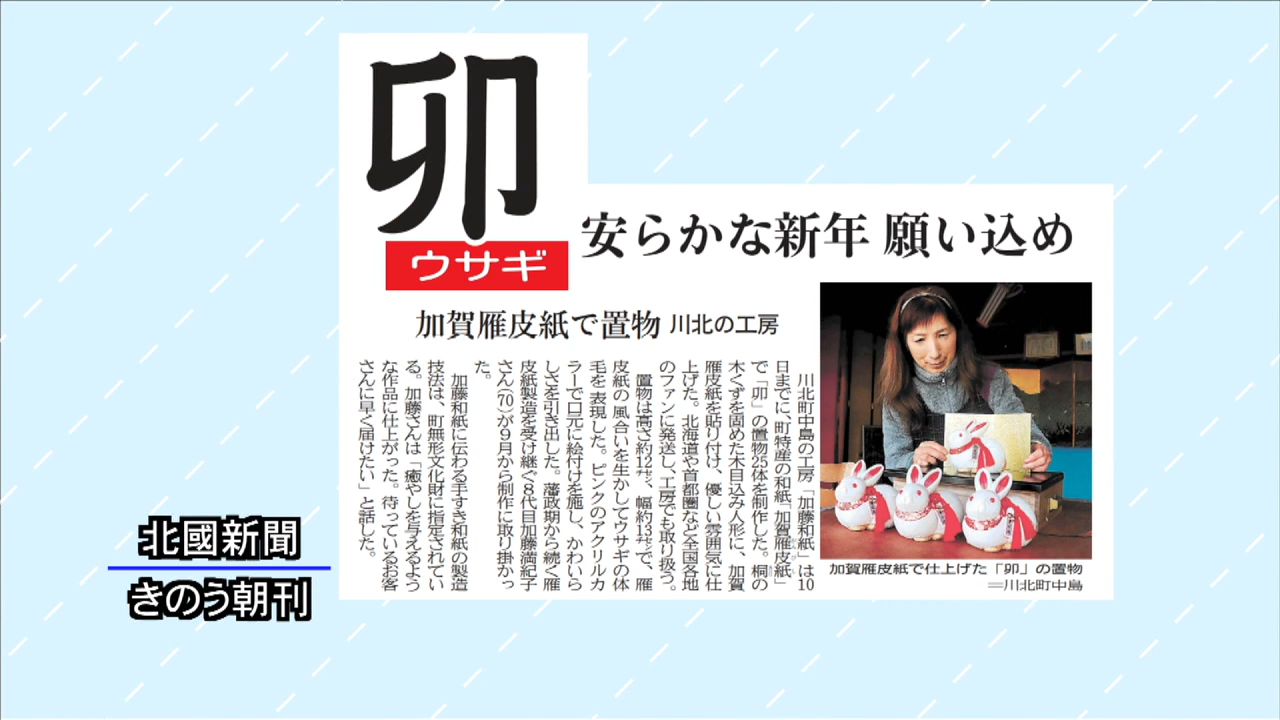 卯
ウサギ
安らかな新年 願い込め
加賀雁皮紙で置物 川北の工房
川北町中島の工房「加藤和紙」は10
日までに、町特産の和紙「加賀雁皮紙」
で「卯」の置物25体を制作した。桐の
木くずを固めた木目込み人形に、加賀
雁皮紙を貼り付け、優しい雰囲気に仕
上げた。北海道や首都圏など全国各地
のファンに発送し、工房でも取り扱う。
置物は高さ約22㌢、幅約12㌢で、雁
皮紙の風合いを生かしてウサギの体
毛を表現した。ピンクのアクリルカ
ラーで口元に絵付けを施し、かわいら
しさを引き出した。藩政期から続く雁
皮紙製造を受け継ぐ8代目加藤満紀子
さん(70)が9月から制作に取り掛かっ
た。
加藤和紙に伝わる手すき和紙の製造
技法は、町無形文化財に指定されてい
る。加藤さんは「癒やしを与えるよう
な作品に仕上がった。待っているお客
さんに早く届けたい」と話した。
加賀雁皮紙で仕上げた「卯」の置物
＝川北町中島
北國新聞
きのう朝刊